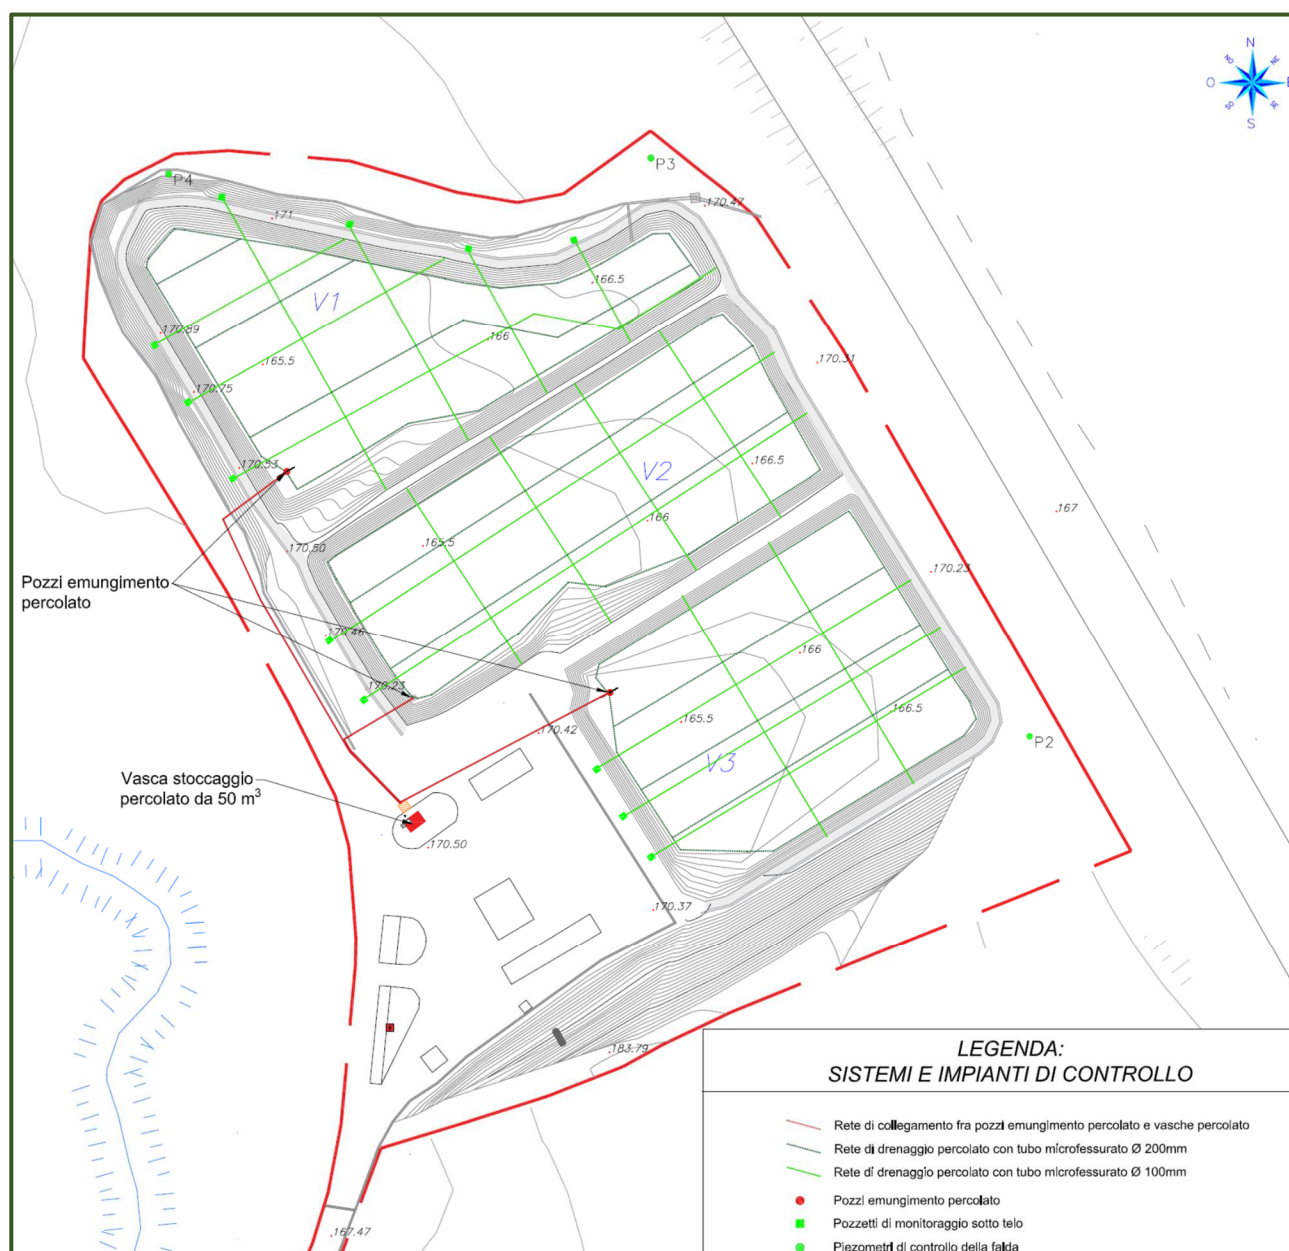 N
NO
NE
O
E
SO
SE
S
P3
P4
170.47
171
166.5
V1
170.89
166
170.31
165.5
170.75
V2
170.53
166.5
167
166
170.50
165.5
170.23
Pozzi emungimento
percolato
170.46
166
170.23
166.5
165.5
170.42
P2
V3
Vasca stoccaggio
percolato da 50 m³
170.50
170.37
183.79
LEGENDA:
SISTEMI E IMPIANTI DI CONTROLLO
Rete di collegamento fra pozzi emungimento percolato e vasche percolato
Rete di drenaggio percolato con tubo microfessurato Ø 200mm
Rete di drenaggio percolato con tubo microfessurato Ø 100mm
Pozzi emungimento percolato
Pozzetti di monitoraggio sotto telo
Piezometri di controllo della falda
167.47